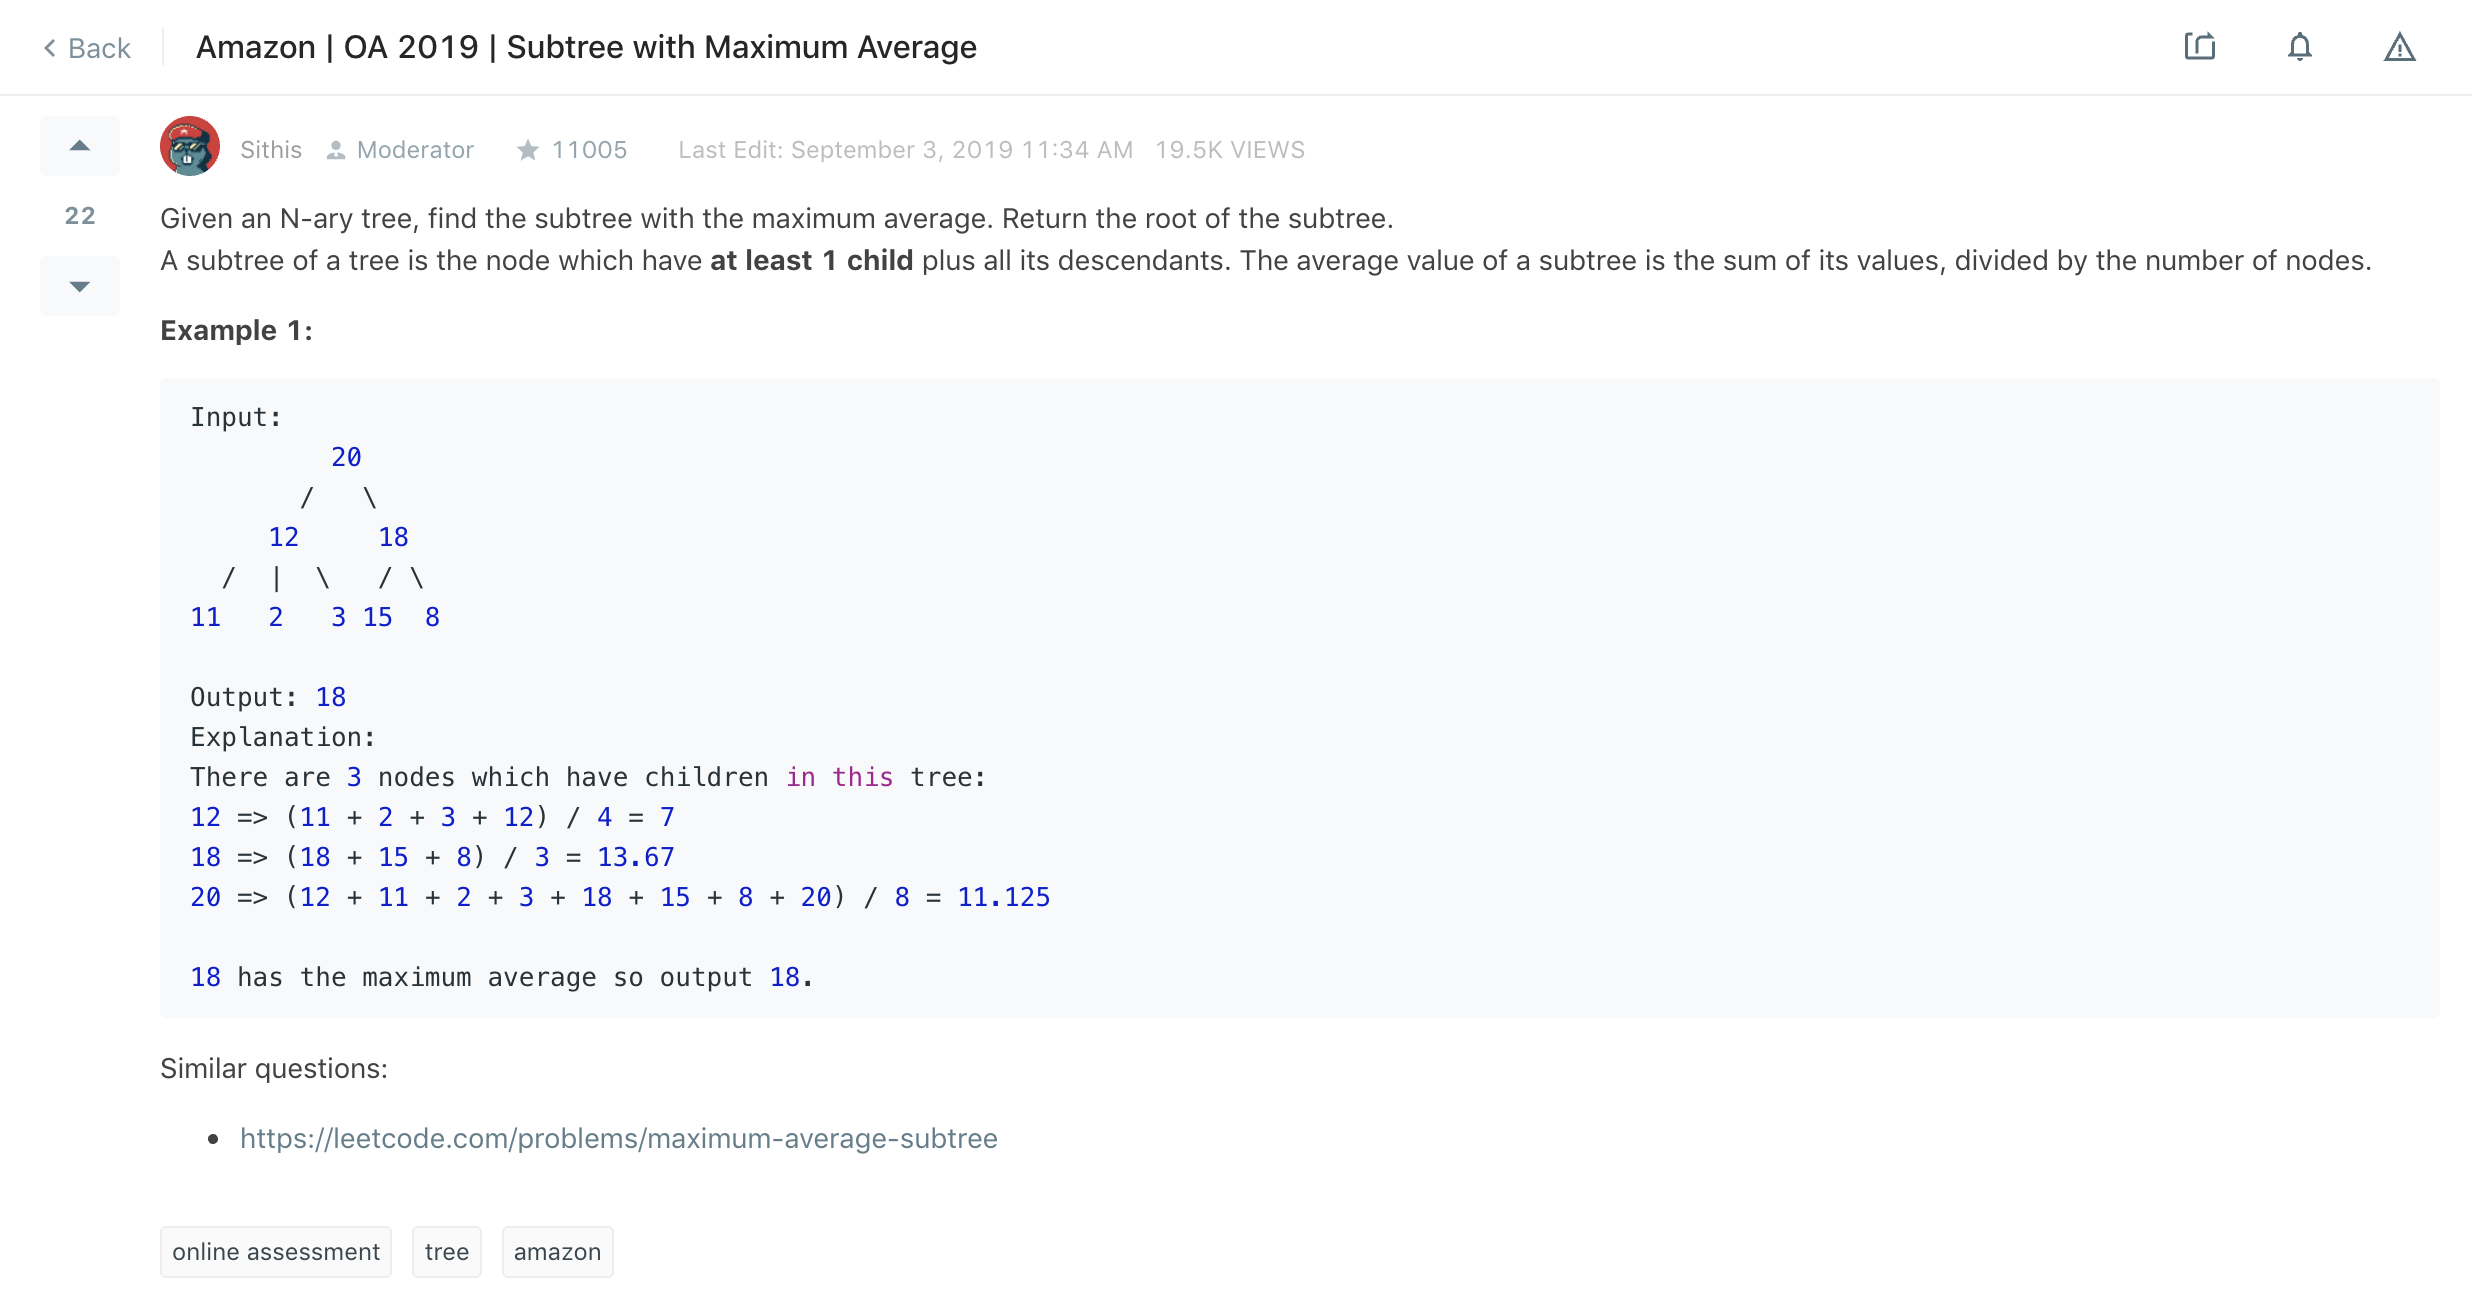 Back
Amazon | OA 2019 | Subtree with Maximum Average
Sithis Moderator 11005 Last Edit: September 3, 2019 11:34 AM 19.5K VIEWS
22
Given an N-ary tree, find the subtree with the maximum average. Return the root of the subtree.
A subtree of a tree is the node which have at least 1 child plus all its descendants. The average value of a subtree is the sum of its values, divided by the number of nodes.
Example 1:
Input:
         20
       /   \
     12     18
  /  |  \   / \
11   2   3 15  8
Output: 18
Explanation:
There are 3 nodes which have children in this tree:
12 => (11 + 2 + 3 + 12) / 4 = 7
18 => (18 + 15 + 8) / 3 = 13.67
20 => (12 + 11 + 2 + 3 + 18 + 15 + 8 + 20) / 8 = 11.125
18 has the maximum average so output 18.
Similar questions:
• https://leetcode.com/problems/maximum-average-subtree
online assessment tree amazon